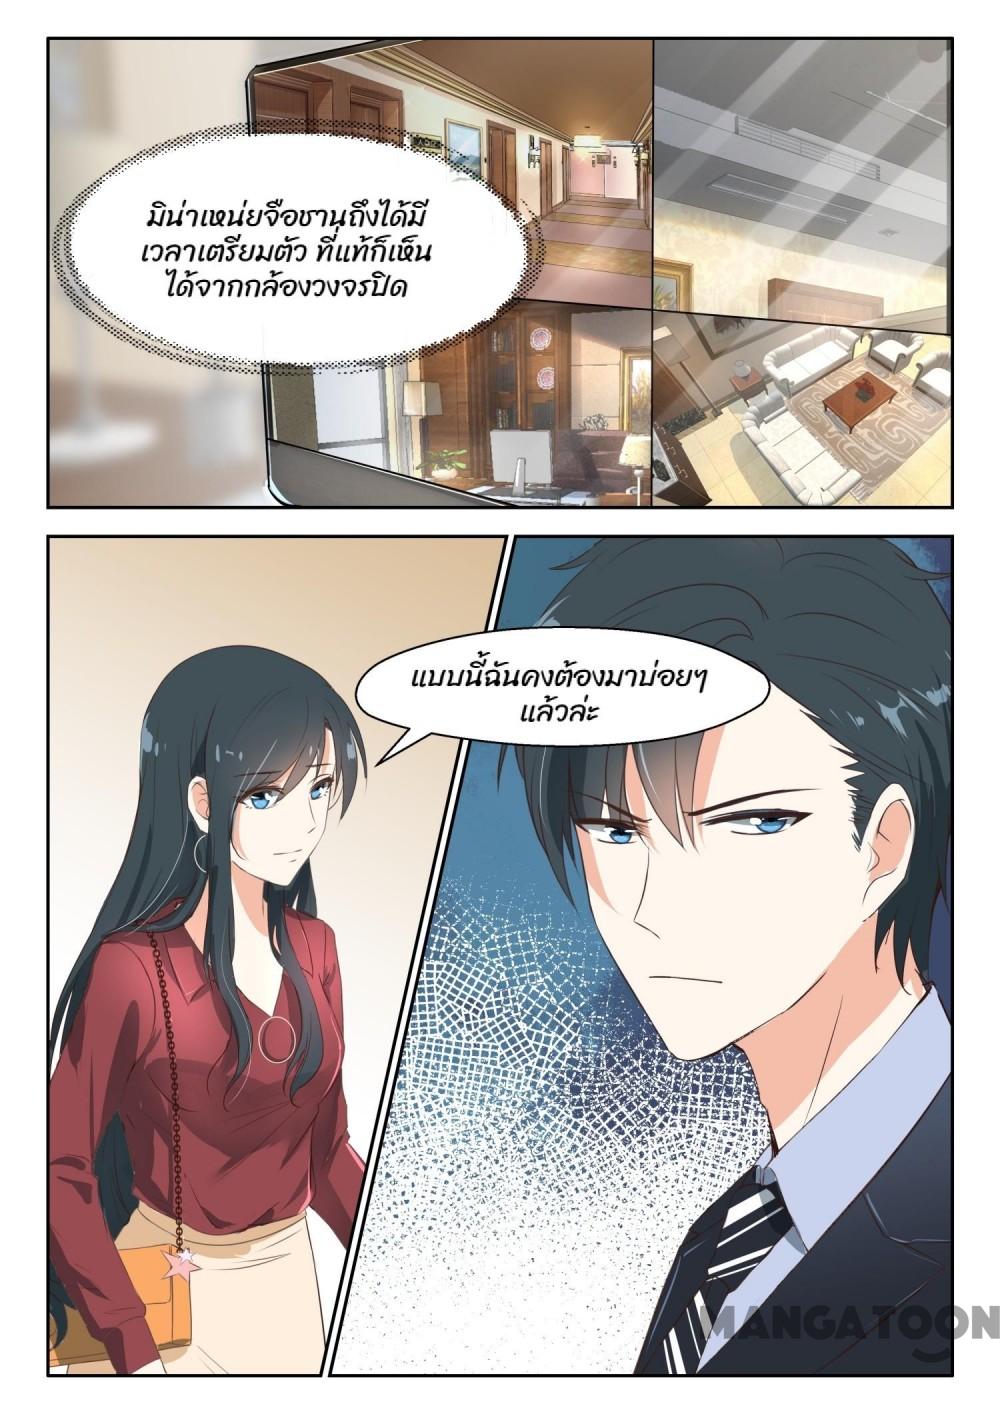 มิน่าเหน่ยจือชานถึงได้มี
เวลาเตรียมตัว ที่แท้ก็เห็น
ได้จากกล้องวงจรปิด
แบบนี้ฉันคงต้องมาบ่อยๆ
แล้วล่ะ
MANGATOON